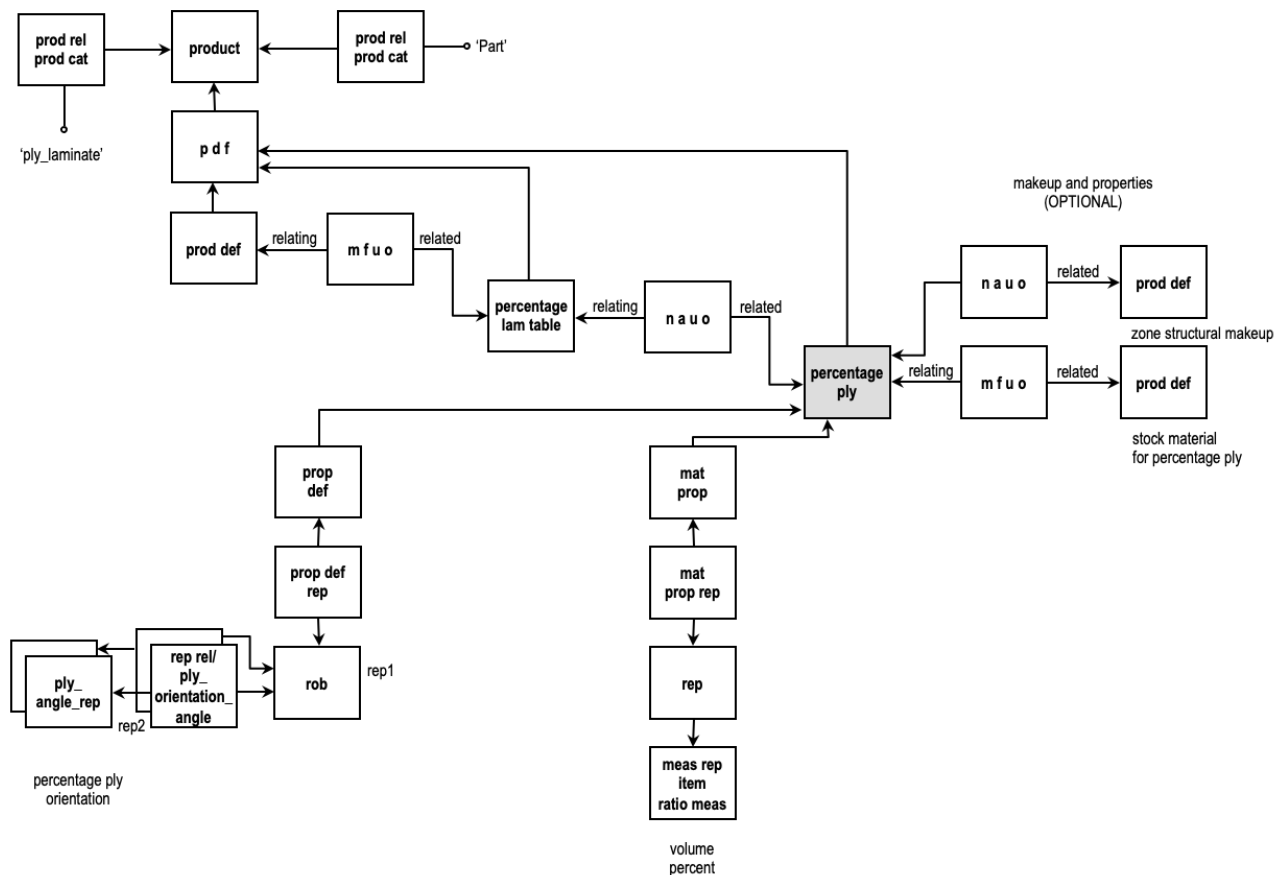 prod rel
prod cat
product
prod rel
prod cat
'Part'
'ply_laminate'
p d f
makeup and properties
(OPTIONAL)
prod def
relating
m f u o
related
percentage
lam table
relating
n a u o
related
n a u o
related
prod def
zone structural makeup
percentage
ply
relating
m f u o
related
prod def
stock material
for percentage ply
prop
def
mat
prop
prop def
rep
mat
prop rep
ply_
angle_rep
rep2
rep rel/
ply_
orientation_
angle
rob
rep1
rep
percentage ply
orientation
meas rep
item
ratio meas
volume
percent